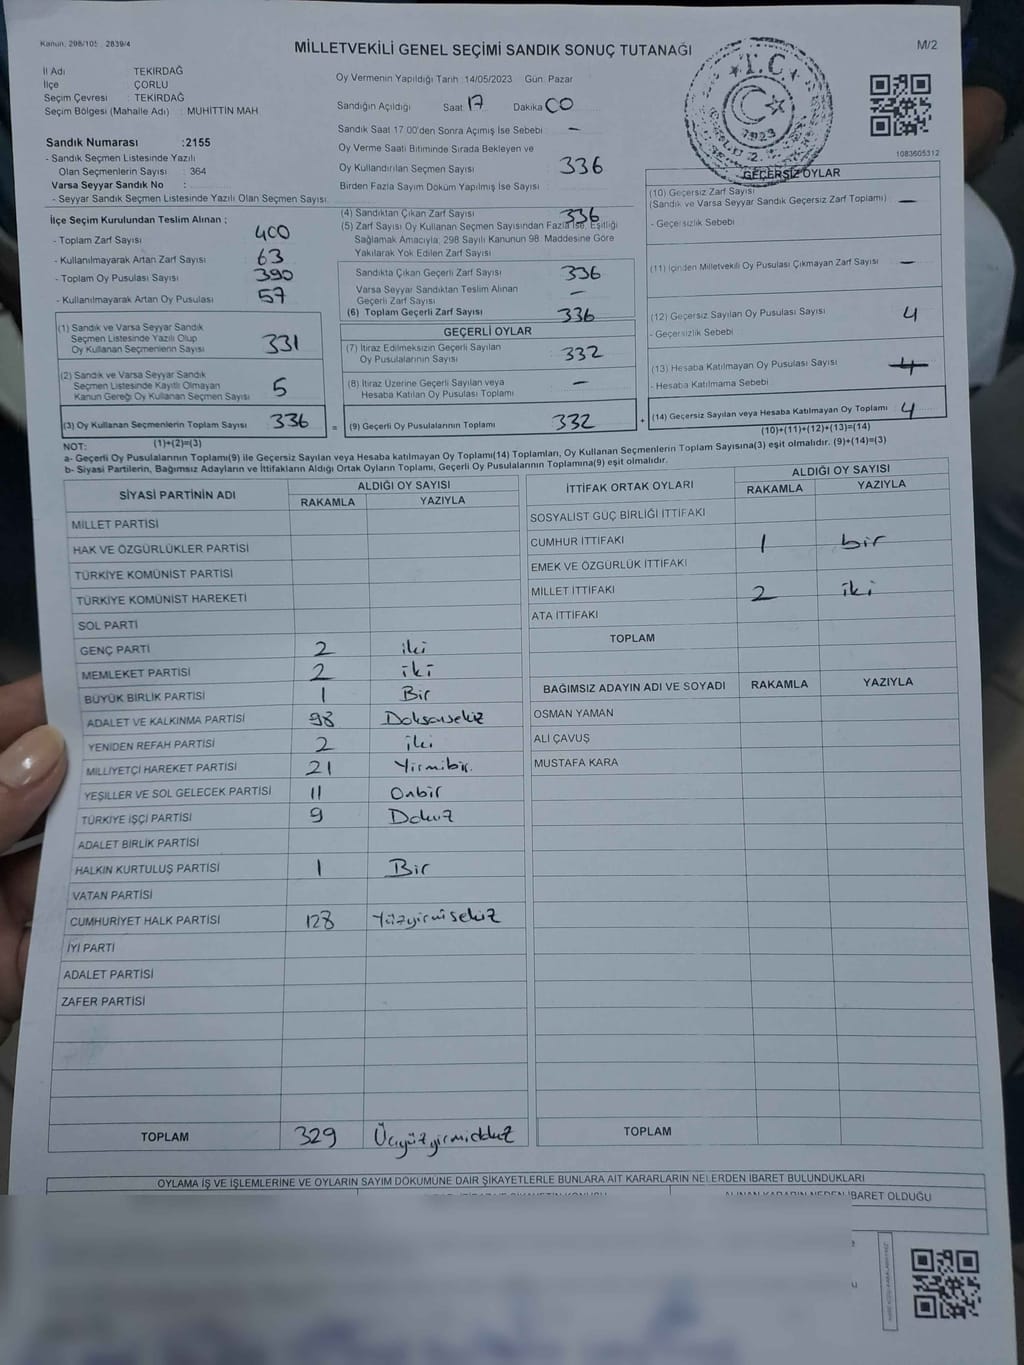 Kanun: 298/105 2839/4
MİLLETVEKİLİ GENEL SEÇİMİ SANDIK SONUÇ TUTANAĞI
M/2
T.C.
1923
İl Adı TEKİRDAĞ
İlçe ÇORLU
Seçim Çevresi : TEKİRDAĞ
Seçim Bölgesi (Mahalle Adı) : MUHİTTİN MAH
Sandık Numarası :2155
- Sandık Seçmen Listesinde Yazılı
Olan Seçmenlerin Sayısı : 364
Varsa Seyyar Sandık No :
- Seyyar Sandık Seçmen Listesinde Yazılı Olan Seçmen Sayısı
Oy Vermenin Yapıldığı Tarih :14/05/2023 Gün: Pazar
Sandığın Açıldığı Saat 17 Dakika 00
Sandık Saat 17 00'den Sonra Açımış İse Sebebi -
Oy Verme Saati Bitiminde Sırada Bekleyen ve
Oy Kullandırılan Seçmen Sayısı 336
Birden Fazla Sayım Döküm Yapılmış İse Sayısı :
1083605312
İlçe Seçim Kurulundan Teslim Alınan ;
- Toplam Zarf Sayısı 400
- Kullanılmayarak Artan Zarf Sayısı 63
- Toplam Oy Pusulası Sayısı 390
- Kullanılmayarak Artan Oy Pusulası 57
(1) Sandık ve Varsa Seyyar Sandık
Seçmen Listesinde Yazılı Olup
Oy Kullanan Seçmenlerin Sayısı 331
(2) Sandık ve Varsa Seyyar Sandık
Seçmen Listesinde Kayıtlı Olmayan
Kanun Gereği Oy Kullanan Seçmen Sayısı 5
(3) Oy Kullanan Seçmenlerin Toplam Sayısı 336
(4) Sandıktan Çıkan Zarf Sayısı 336
(5) Zarf Sayısı Oy Kullanan Seçmen Sayısından Fazla İse, Eşitliği
Sağlamak Amacıyla, 298 Sayılı Kanunun 98. Maddesine Göre
Yakılarak Yok Edilen Zarf Sayısı
Sandıkta Çıkan Geçerli Zarf Sayısı 336
Varsa Seyyar Sandıktan Teslim Alınan
Geçerli Zarf Sayısı -
(6) Toplam Geçerli Zarf Sayısı 336
GEÇERLİ OYLAR
(7) İtiraz Edilmeksizin Geçerli Sayılan
Oy Pusulalarının Sayısı 332
(8) İtiraz Üzerine Geçerli Sayılan veya
Hesaba Katılan Oy Pusulası Toplamı -
= (9) Geçerli Oy Pusulalarının Toplamı 332
GEÇERSİZ OYLAR
(10) Geçersiz Zarf Sayısı
(Sandık ve Varsa Seyyar Sandık Geçersiz Zarf Toplamı) -
- Geçersizlik Sebebi
(11) İçinden Milletvekili Oy Pusulası Çıkmayan Zarf Sayısı -
(12) Geçersiz Sayılan Oy Pusulası Sayısı 4
- Geçersizlik Sebebi
(13) Hesaba Katılmayan Oy Pusulası Sayısı
- Hesaba Katılmama Sebebi
+ (14) Geçersiz Sayılan veya Hesaba Katılmayan Oy Toplamı 4
NOT: (1)+(2)=(3) (10)+(11)+(12)+(13)=(14)
a- Geçerli Oy Pusulalarının Toplamı(9) ile Geçersiz Sayılan veya Hesaba katılmayan Oy Toplamı(14) Toplamları, Oy Kullanan Seçmenlerin Toplam Sayısına(3) eşit olmalıdır. (9)+(14)=(3)
b- Siyasi Partilerin, Bağımsız Adayların ve İttifakların Aldığı Ortak Oyların Toplamı, Geçerli Oy Pusulalarının Toplamına(9) eşit olmalıdır.
SİYASİ PARTİNİN ADI ALDIĞI OY SAYISI
RAKAMLA YAZIYLA
MİLLET PARTİSİ
HAK VE ÖZGÜRLÜKLER PARTİSİ
TÜRKİYE KOMÜNİST PARTİSİ
TÜRKİYE KOMÜNİST HAREKETİ
SOL PARTİ
GENÇ PARTİ 2 iki
MEMLEKET PARTİSİ 2 iki
BÜYÜK BİRLİK PARTİSİ 1 Bir
ADALET VE KALKINMA PARTİSİ 98 Doksansekiz
YENİDEN REFAH PARTİSİ 2 iki
MİLLİYETÇİ HAREKET PARTİSİ 21 Yirmibir.
YEŞİLLER VE SOL GELECEK PARTİSİ 11 Onbir
TÜRKİYE İŞÇİ PARTİSİ 9 Dokuz
ADALET BİRLİK PARTİSİ
HALKIN KURTULUŞ PARTİSİ 1 Bir
VATAN PARTİSİ
CUMHURİYET HALK PARTİSİ 128 Yüzyirmisekiz
İYİ PARTİ
ADALET PARTİSİ
ZAFER PARTİSİ
TOPLAM 329 Üçyüzyirmidokuz
İTTİFAK ORTAK OYLARI ALDIĞI OY SAYISI
RAKAMLA YAZIYLA
SOSYALİST GÜÇ BİRLİĞİ İTTİFAKI
CUMHUR İTTİFAKI 1 bir
EMEK VE ÖZGÜRLÜK İTTİFAKI
MİLLET İTTİFAKI 2 iki
ATA İTTİFAKI
TOPLAM
BAĞIMSIZ ADAYIN ADI VE SOYADI RAKAMLA YAZIYLA
OSMAN YAMAN
ALİ ÇAVUŞ
MUSTAFA KARA
TOPLAM
OYLAMA İŞ VE İŞLEMLERİNE VE OYLARIN SAYIM DÖKÜMÜNE DAİR ŞİKAYETLERLE BUNLARA AİT KARARLARIN NELERDEN İBARET BULUNDUKLARI
ALINAN KARARIN NEDEN İBARET OLDUĞU